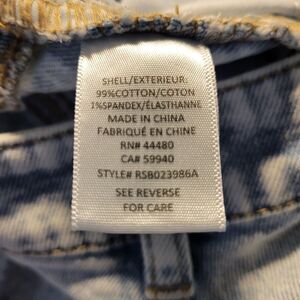 SHELL/EXTERIEUR:
99%COTTON/COTON
1%SPANDEX/ÉLASTHANNE
MADE IN CHINA
FABRIQUÉ EN CHINE
RN# 44480
CA# 59940
STYLE# RSB023986A
SEE REVERSE
FOR CARE